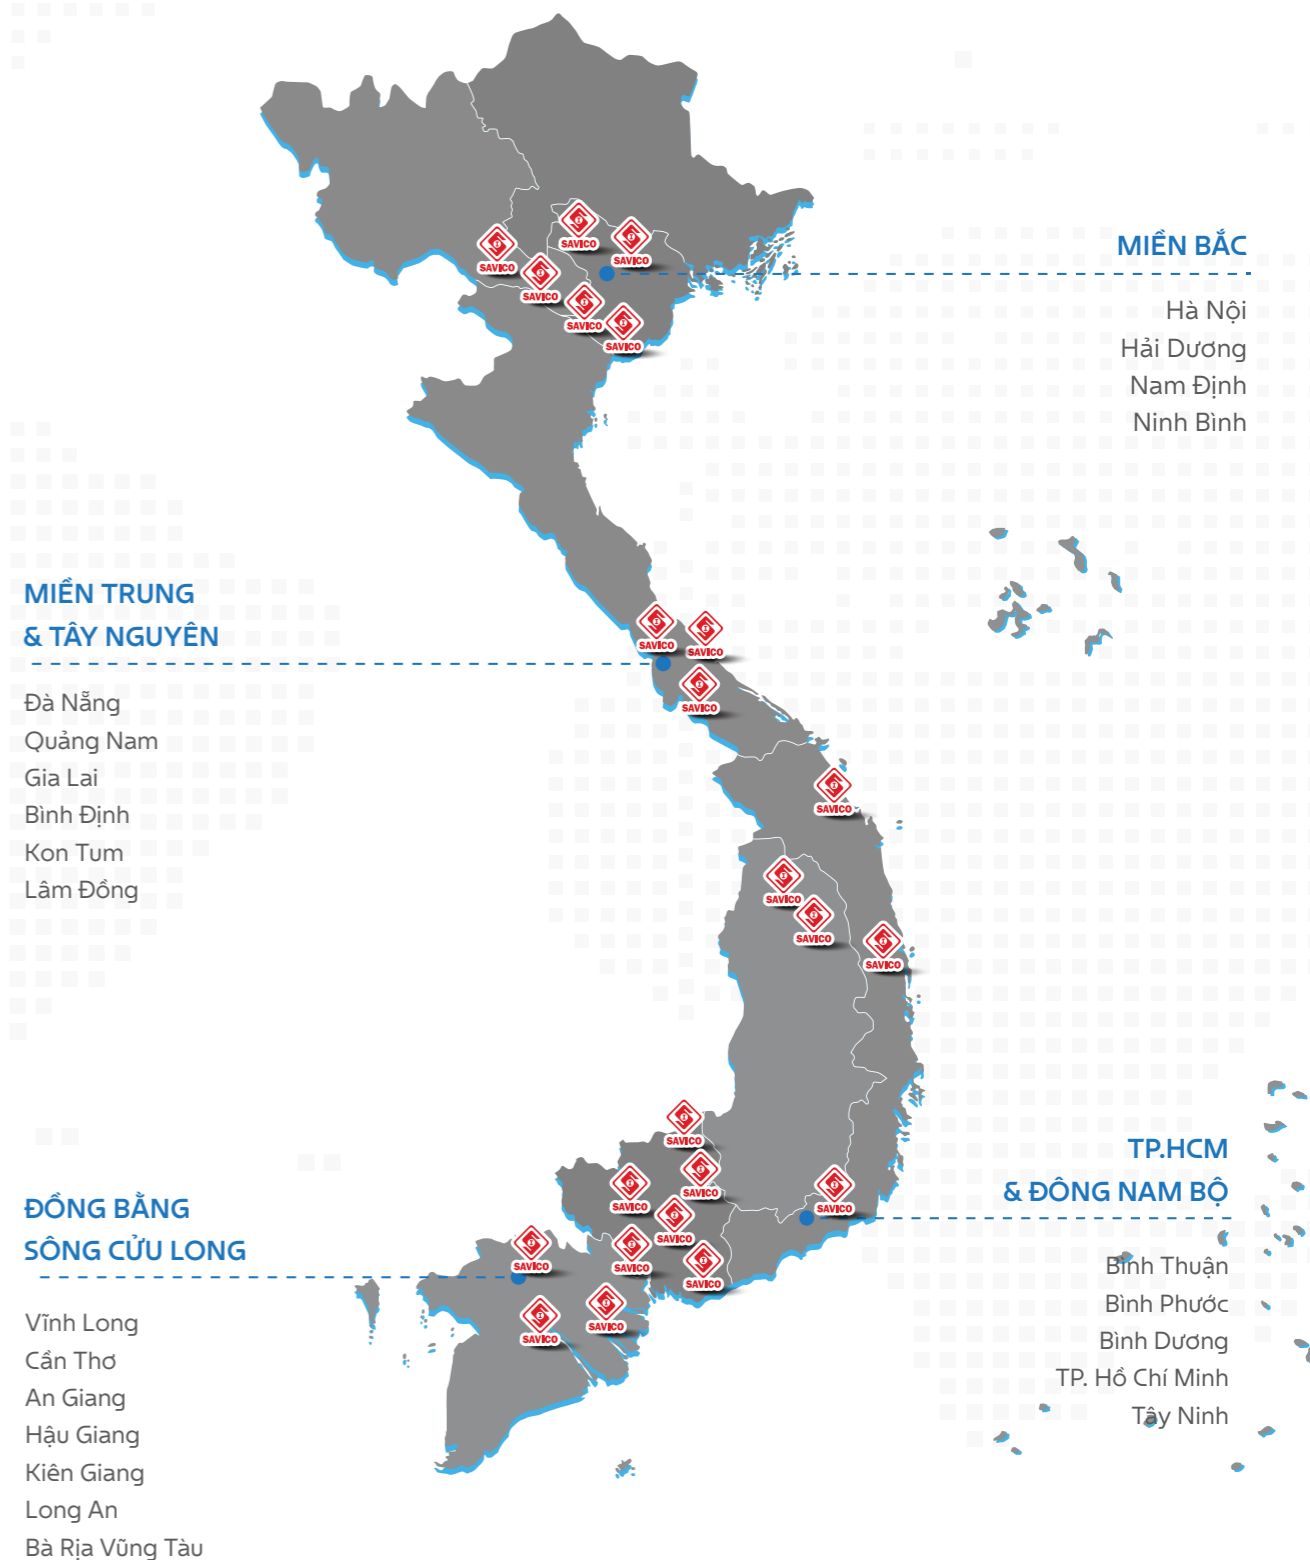 MIỀN BẮC
Hà Nội
Hải Dương
Nam Định
Ninh Bình
SAVICO
SAVICO
SAVICO
SAVICO
SAVICO
SAVICO
MIỀN TRUNG
& TÂY NGUYÊN
Đà Nẵng
Quảng Nam
Gia Lai
Bình Định
Kon Tum
Lâm Đồng
SAVICO
SAVICO
SAVICO
SAVICO
SAVICO
SAVICO
SAVICO
TP.HCM
& ĐÔNG NAM BỘ
Bình Thuận
Bình Phước
Bình Dương
TP. Hồ Chí Minh
Tây Ninh
SAVICO
SAVICO
SAVICO
SAVICO
SAVICO
SAVICO
SAVICO
SAVICO
SAVICO
SAVICO
ĐỒNG BẰNG
SÔNG CỬU LONG
Vĩnh Long
Cần Thơ
An Giang
Hậu Giang
Kiên Giang
Long An
Bà Rịa Vũng Tàu